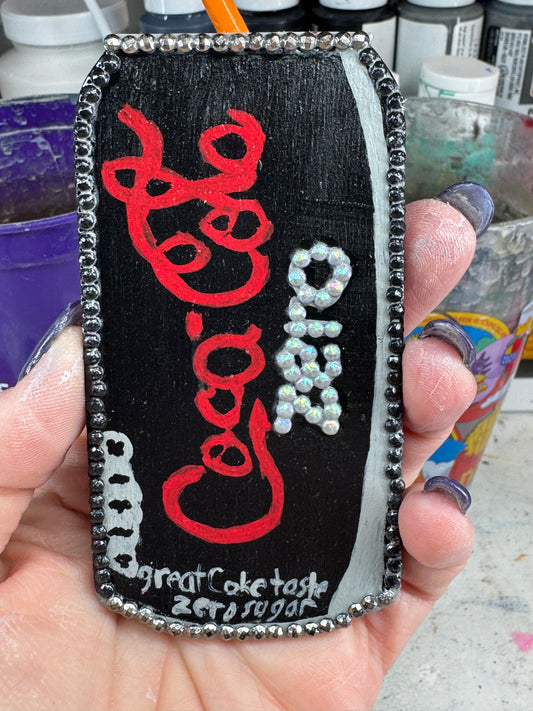 Coca-Cola
zero
great Coke taste
zero sugar